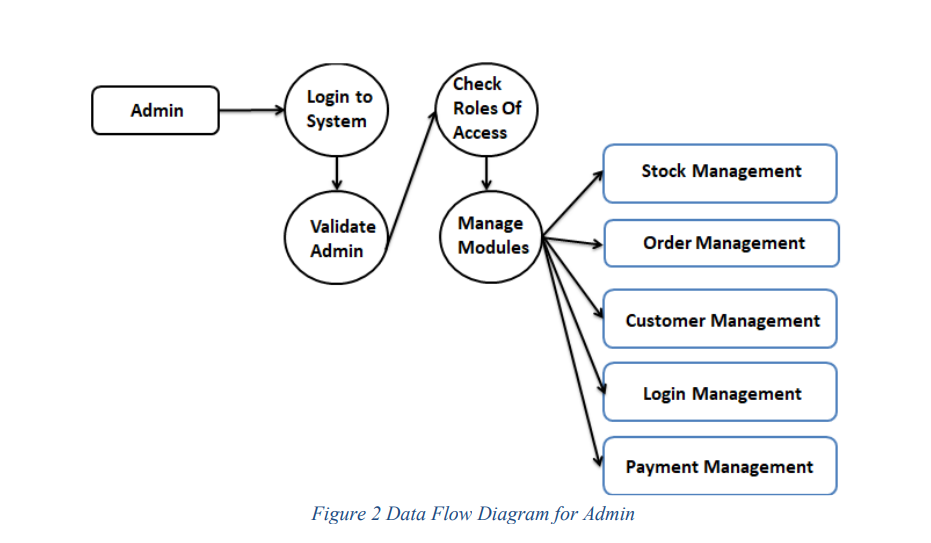 Admin
Login to
System
Check
Roles Of
Access
Validate
Admin
Manage
Modules
Stock Management
Order Management
Customer Management
Login Management
Payment Management
Figure 2 Data Flow Diagram for Admin